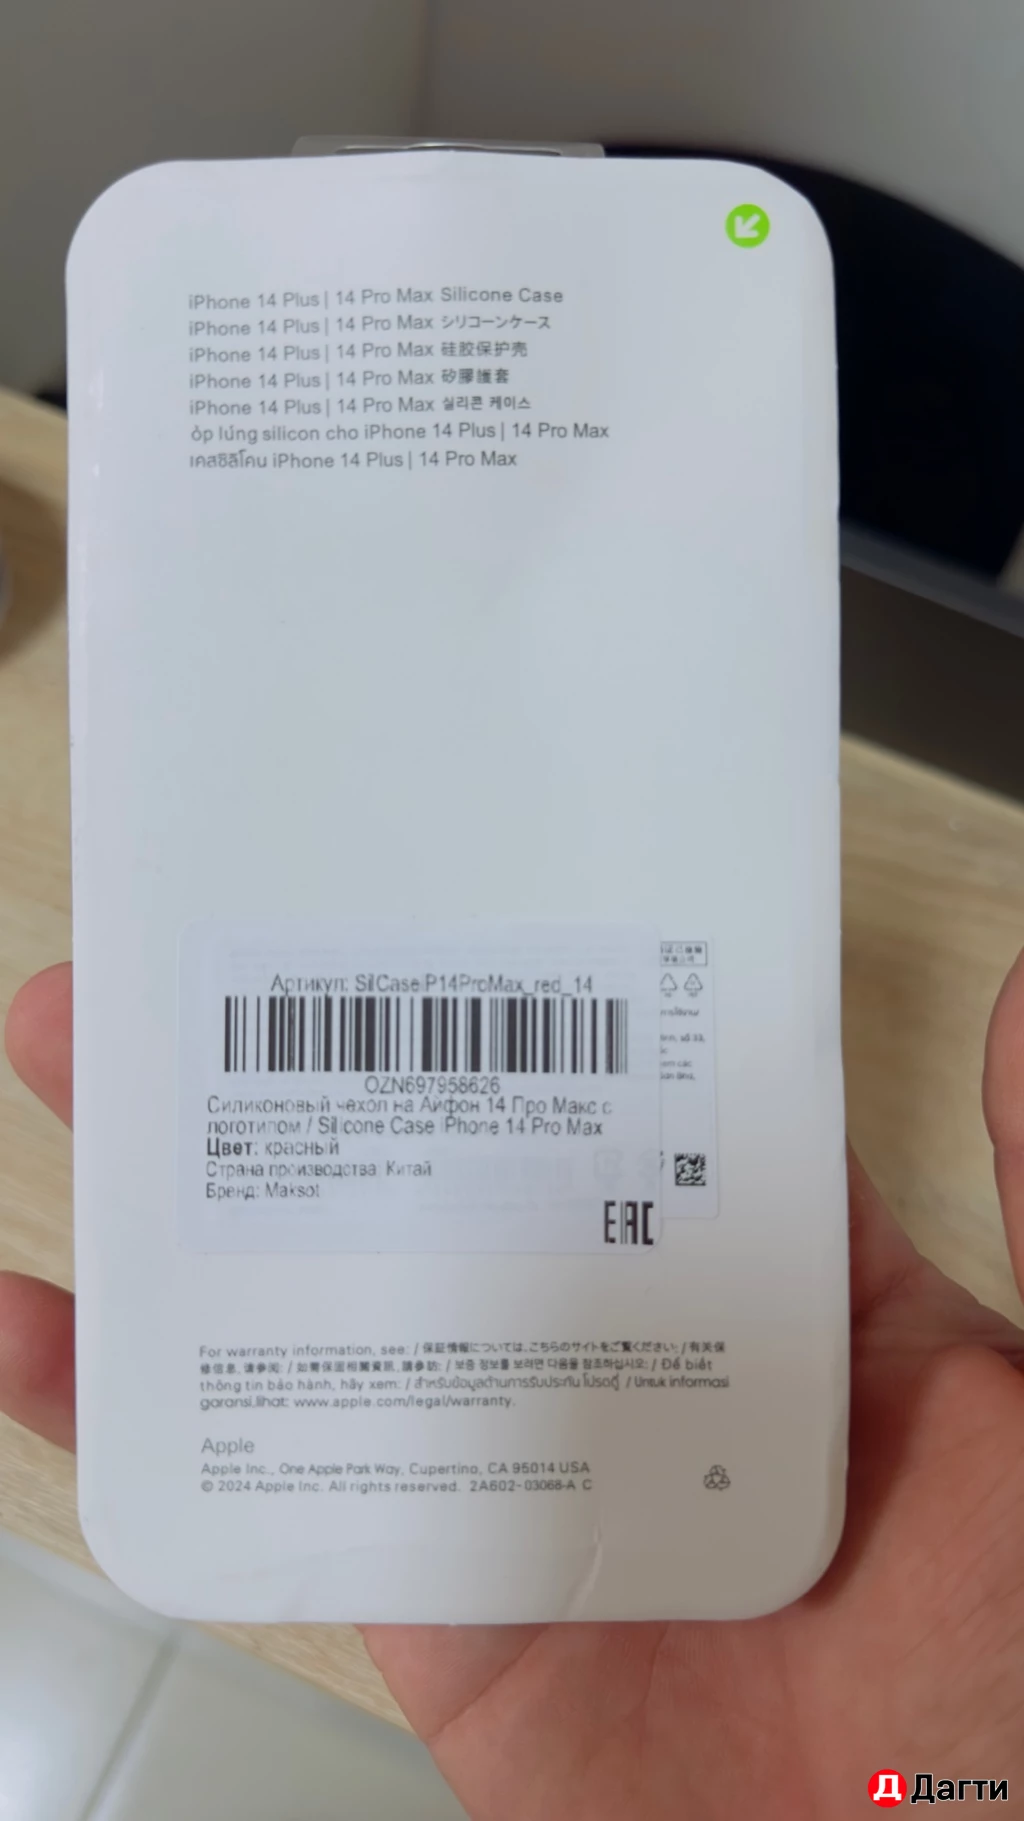 iPhone 14 Plus | 14 Pro Max Silicone Case
iPhone 14 Plus | 14 Pro Max シリコーンケース
iPhone 14 Plus | 14 Pro Max 硅胶保护壳
iPhone 14 Plus | 14 Pro Max 矽膠護套
iPhone 14 Plus | 14 Pro Max 실리콘 케이스
ốp lưng silicon cho iPhone 14 Plus | 14 Pro Max
เคสซิลิโคน iPhone 14 Plus | 14 Pro Max
Артикул: SilCaseiP14ProMax_red_14
OZN697958626
Силиконовый чехол на Айфон 14 Про Макс с
логотипом / Silicone Case iPhone 14 Pro Max
Цвет: красный
Страна производства: Китай
Бренд: Maksot
EAC
For warranty information, see: / 保証情報については、こちらのサイトをご覧ください: / 有关保
修信息, 请参阅: / 如需保固相關資訊, 請參訪: / 보증 정보를 보려면 다음을 참조하십시오: / Để biết
thông tin bảo hành, hãy xem: / สำหรับข้อมูลด้านการรับประกัน โปรดดู / Untuk informasi
garansi,lihat: www.apple.com/legal/warranty.
Apple
Apple Inc., One Apple Park Way, Cupertino, CA 95014 USA
© 2024 Apple Inc. All rights reserved. 2A602-03068-A C
Дагти